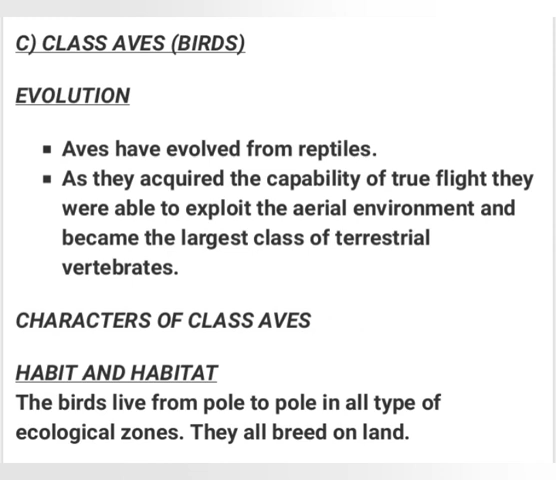 C) CLASS AVES (BIRDS)
EVOLUTION
▪ Aves have evolved from reptiles.
▪ As they acquired the capability of true flight they
were able to exploit the aerial environment and
became the largest class of terrestrial
vertebrates.
CHARACTERS OF CLASS AVES
HABIT AND HABITAT
The birds live from pole to pole in all type of
ecological zones. They all breed on land.